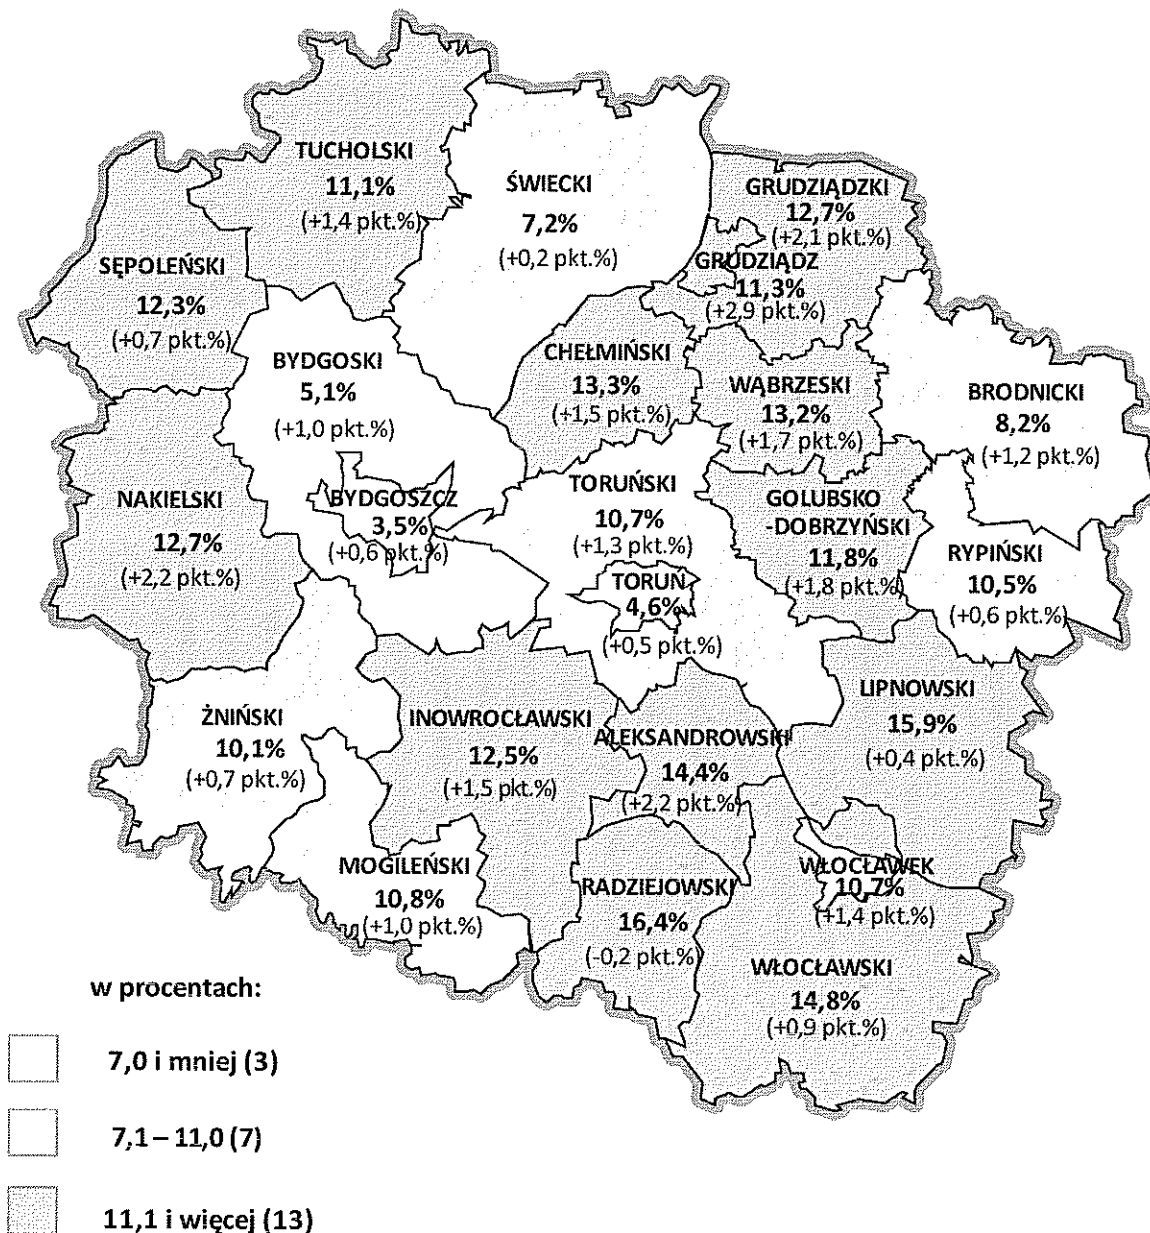 TUCHOLSKI
11,1%
(+1,4 pkt.%)
ŚWIECKI
7,2%
(+0,2 pkt.%)
GRUDZIĄDZKI
12,7%
(+2,1 pkt.%)
GRUDZIĄDZ
11,3%
(+2,9 pkt.%)
SĘPOLEŃSKI
12,3%
(+0,7 pkt.%)
BYDGOSKI
5,1%
(+1,0 pkt.%)
CHEŁMIŃSKI
13,3%
(+1,5 pkt.%)
WĄBRZESKI
13,2%
(+1,7 pkt.%)
BRODNICKI
8,2%
(+1,2 pkt.%)
NAKIELSKI
12,7%
(+2,2 pkt.%)
BYDGOSZCZ
3,5%
(+0,6 pkt.%)
TORUŃSKI
10,7%
(+1,3 pkt.%)
TORUŃ
4,6%
(+0,5 pkt.%)
GOLUBSKO
-DOBRZYŃSKI
11,8%
(+1,8 pkt.%)
RYPIŃSKI
10,5%
(+0,6 pkt.%)
ŻNIŃSKI
10,1%
(+0,7 pkt.%)
INOWROCŁAWSKI
12,5%
(+1,5 pkt.%)
ALEKSANDROWSKI
14,4%
(+2,2 pkt.%)
LIPNOWSKI
15,9%
(+0,4 pkt.%)
MOGILEŃSKI
10,8%
(+1,0 pkt.%)
RADZIEJOWSKI
16,4%
(-0,2 pkt.%)
WŁOCŁAWEK
10,7%
(+1,4 pkt.%)
WŁOCŁAWSKI
14,8%
(+0,9 pkt.%)
w procentach:
7,0 i mniej (3)
7,1 – 11,0 (7)
11,1 i więcej (13)